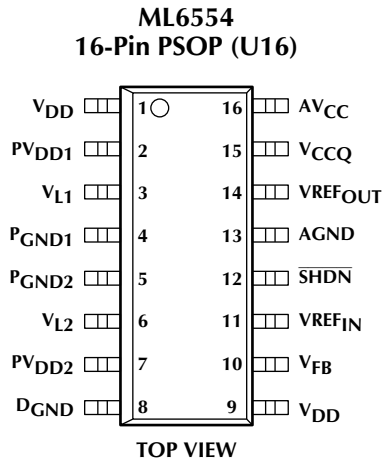 ML6554
16-Pin PSOP (U16)
VDD 1 16 AVCC
PVDD1 2 15 VCCQ
VL1 3 14 VREFOUT
PGND1 4 13 AGND
PGND2 5 12 SHDN
VL2 6 11 VREFIN
PVDD2 7 10 VFB
DGND 8 9 VDD
TOP VIEW